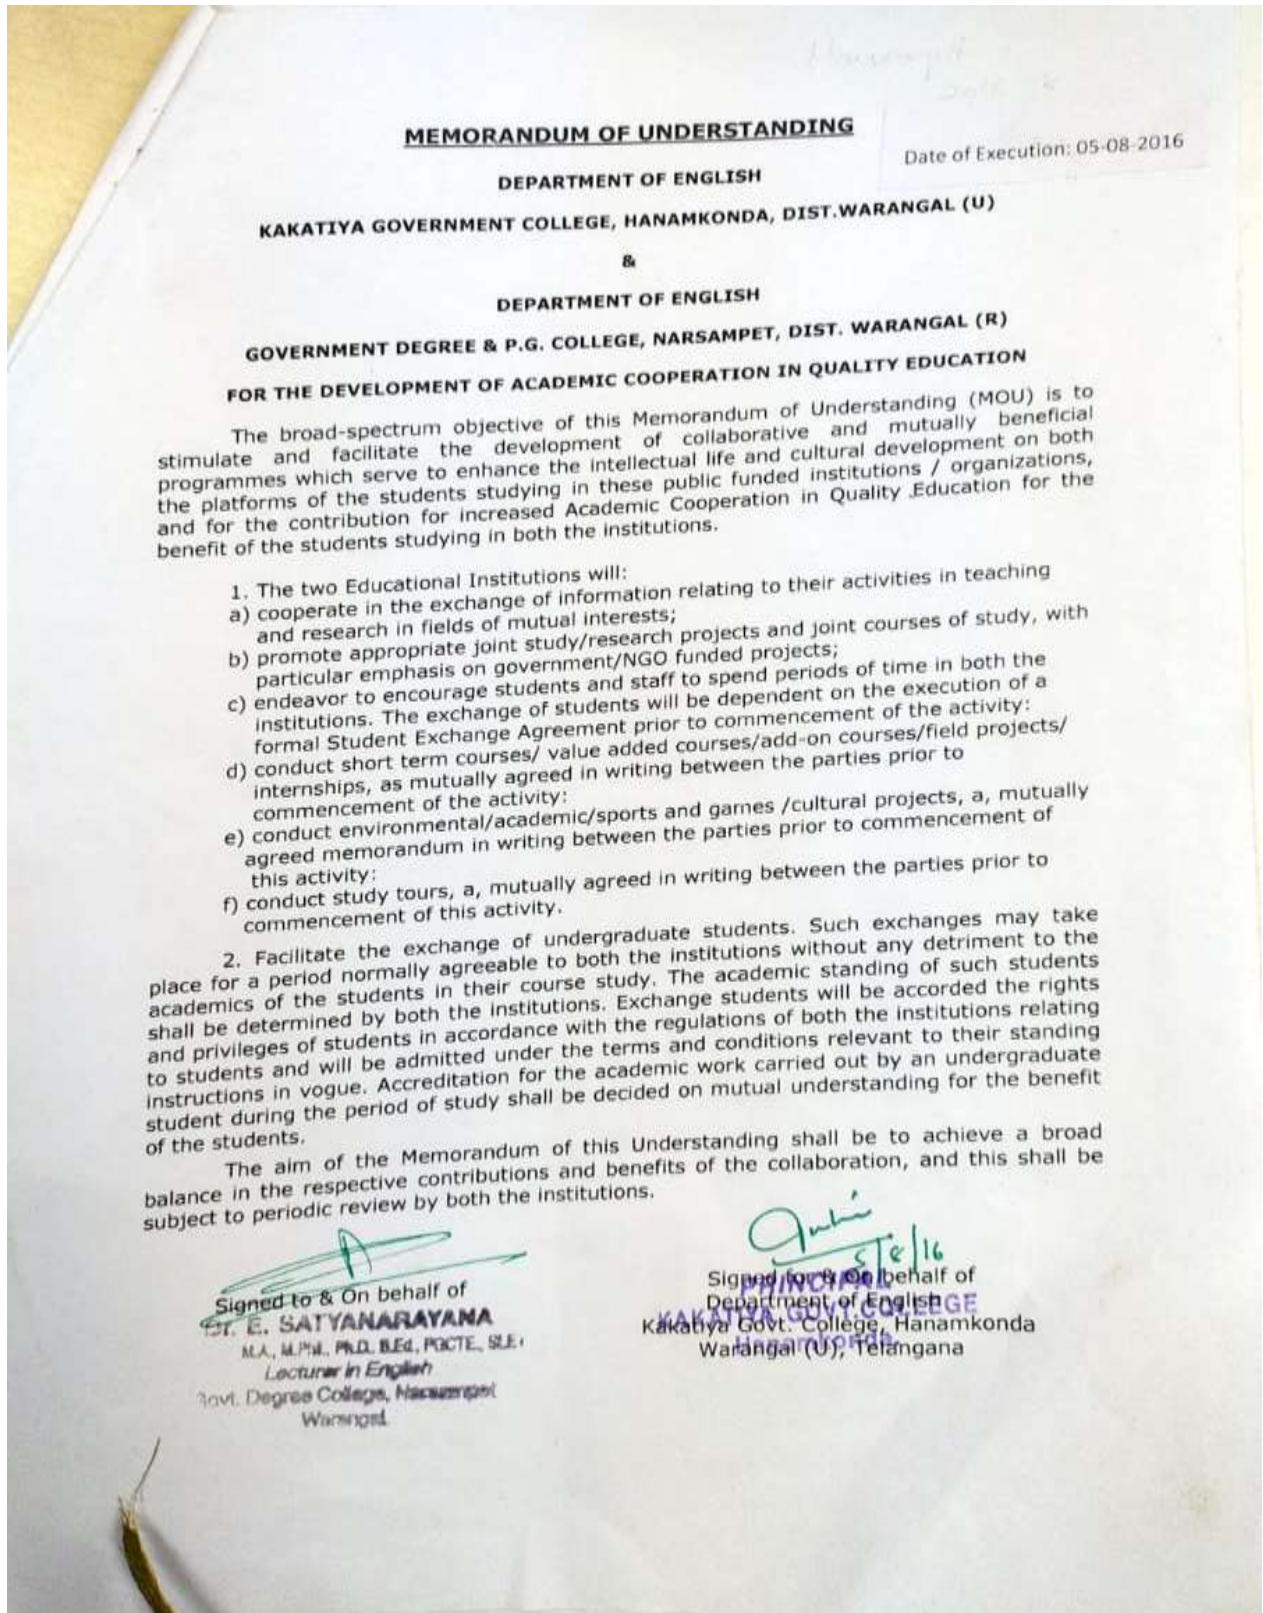 MEMORANDUM OF UNDERSTANDING
Date of Execution: 05-08-2016
DEPARTMENT OF ENGLISH
KAKATIYA GOVERNMENT COLLEGE, HANAMKONDA, DIST.WARANGAL (U)
&
DEPARTMENT OF ENGLISH
GOVERNMENT DEGREE & P.G. COLLEGE, NARSAMPET, DIST. WARANGAL (R)
FOR THE DEVELOPMENT OF ACADEMIC COOPERATION IN QUALITY EDUCATION
The broad-spectrum objective of this Memorandum of Understanding (MOU) is to
stimulate and facilitate the development of collaborative and mutually beneficial
programmes which serve to enhance the intellectual life and cultural development on both
the platforms of the students studying in these public funded institutions / organizations,
and for the contribution for increased Academic Cooperation in Quality Education for the
benefit of the students studying in both the institutions.
1. The two Educational Institutions will:
a) cooperate in the exchange of information relating to their activities in teaching
and research in fields of mutual interests;
b) promote appropriate joint study/research projects and joint courses of study, with
particular emphasis on government/NGO funded projects;
c) endeavor to encourage students and staff to spend periods of time in both the
institutions. The exchange of students will be dependent on the execution of a
formal Student Exchange Agreement prior to commencement of the activity:
d) conduct short term courses/ value added courses/add-on courses/field projects/
internships, as mutually agreed in writing between the parties prior to
commencement of the activity:
e) conduct environmental/academic/sports and games /cultural projects, a, mutually
agreed memorandum in writing between the parties prior to commencement of
this activity:
f) conduct study tours, a, mutually agreed in writing between the parties prior to
commencement of this activity.
2. Facilitate the exchange of undergraduate students. Such exchanges may take
place for a period normally agreeable to both the institutions without any detriment to the
academics of the students in their course study. The academic standing of such students
shall be determined by both the institutions. Exchange students will be accorded the rights
and privileges of students in accordance with the regulations of both the institutions relating
to students and will be admitted under the terms and conditions relevant to their standing
instructions in vogue. Accreditation for the academic work carried out by an undergraduate
student during the period of study shall be decided on mutual understanding for the benefit
of the students.
The aim of the Memorandum of this Understanding shall be to achieve a broad
balance in the respective contributions and benefits of the collaboration, and this shall be
subject to periodic review by both the institutions.
Signed to & On behalf of
Dr. E. SATYANARAYANA
M.A., M.Phil., Ph.D., B.Ed., PGCTE., SLE.,
Lecturer in English
Govt. Degree College, Narsampet
Warangal
5/8/16
Signed for & On behalf of
Department of English
Kakatiya Govt. College, Hanamkonda
Warangal (U), Telangana
PRINCIPAL
KAKATIYA GOVT.COLLEGE
Hanamkonda.